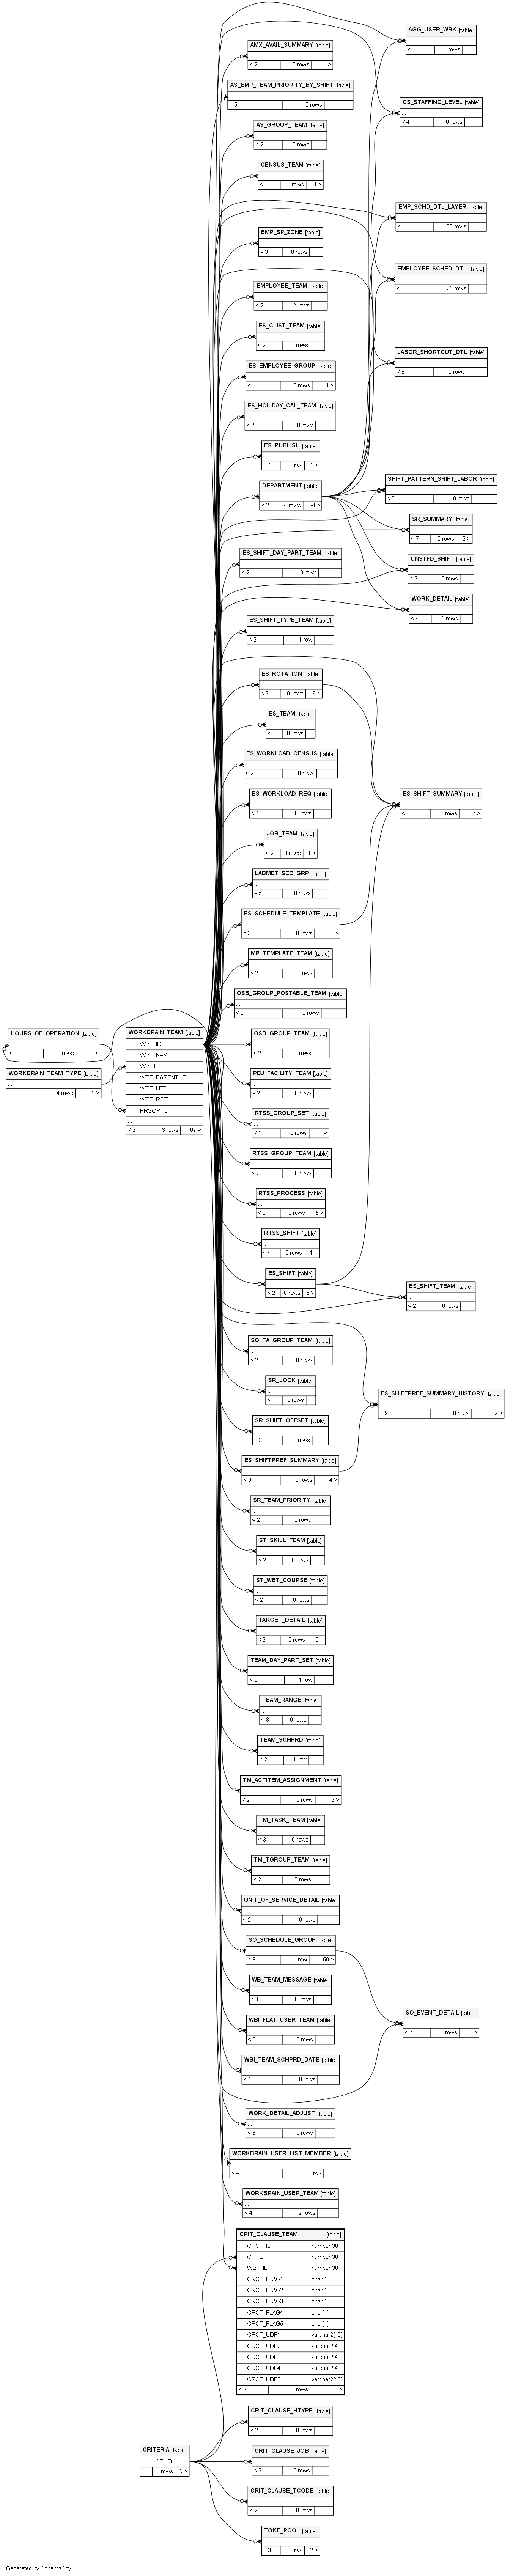 AGG_USER_WRK [table]
...
< 13 0 rows
AMX_AVAIL_SUMMARY [table]
...
< 2 0 rows 1 >
AS_EMP_TEAM_PRIORITY_BY_SHIFT [table]
...
< 5 0 rows
CS_STAFFING_LEVEL [table]
...
< 4 0 rows
AS_GROUP_TEAM [table]
...
< 2 0 rows
CENSUS_TEAM [table]
...
< 1 0 rows 1 >
EMP_SCHD_DTL_LAYER [table]
...
< 11 20 rows
EMP_SP_ZONE [table]
...
< 3 0 rows
EMPLOYEE_SCHED_DTL [table]
...
< 11 25 rows
EMPLOYEE_TEAM [table]
...
< 2 2 rows
ES_CLIST_TEAM [table]
...
< 2 0 rows
LABOR_SHORTCUT_DTL [table]
...
< 8 0 rows
ES_EMPLOYEE_GROUP [table]
...
< 1 0 rows 1 >
ES_HOLIDAY_CAL_TEAM [table]
...
< 2 0 rows
ES_PUBLISH [table]
...
< 4 0 rows 1 >
SHIFT_PATTERN_SHIFT_LABOR [table]
...
< 9 0 rows
DEPARTMENT [table]
...
< 2 4 rows 24 >
SR_SUMMARY [table]
...
< 7 0 rows 2 >
ES_SHIFT_DAY_PART_TEAM [table]
...
< 2 0 rows
UNSTFD_SHIFT [table]
...
< 9 0 rows
WORK_DETAIL [table]
...
< 9 31 rows
ES_SHIFT_TYPE_TEAM [table]
...
< 3 1 row
ES_ROTATION [table]
...
< 3 0 rows 6 >
ES_TEAM [table]
...
< 1 0 rows
ES_WORKLOAD_CENSUS [table]
...
< 2 0 rows
ES_WORKLOAD_REQ [table]
...
< 4 0 rows
ES_SHIFT_SUMMARY [table]
...
< 10 0 rows 17 >
JOB_TEAM [table]
...
< 2 0 rows 1 >
LABMET_SEC_GRP [table]
...
< 5 0 rows
ES_SCHEDULE_TEMPLATE [table]
...
< 3 0 rows 6 >
MP_TEMPLATE_TEAM [table]
...
< 2 0 rows
OSB_GROUP_POSTABLE_TEAM [table]
...
< 2 0 rows
HOURS_OF_OPERATION [table]
...
< 1 0 rows 3 >
WORKBRAIN_TEAM_TYPE [table]
...
4 rows 1 >
WORKBRAIN_TEAM [table]
WBT_ID
WBT_NAME
WBTT_ID
WBT_PARENT_ID
WBT_LFT
WBT_RGT
HRSOP_ID
...
< 3 3 rows 67 >
OSB_GROUP_TEAM [table]
...
< 2 0 rows
PBJ_FACILITY_TEAM [table]
...
< 2 0 rows
RTSS_GROUP_SET [table]
...
< 1 0 rows 1 >
RTSS_GROUP_TEAM [table]
...
< 2 0 rows
RTSS_PROCESS [table]
...
< 2 0 rows 5 >
RTSS_SHIFT [table]
...
< 4 0 rows 1 >
ES_SHIFT [table]
...
< 2 0 rows 6 >
ES_SHIFT_TEAM [table]
...
< 2 0 rows
SO_TA_GROUP_TEAM [table]
...
< 2 0 rows
SR_LOCK [table]
...
< 1 0 rows
ES_SHIFTPREF_SUMMARY_HISTORY [table]
...
< 9 0 rows 2 >
SR_SHIFT_OFFSET [table]
...
< 3 0 rows
ES_SHIFTPREF_SUMMARY [table]
...
< 8 0 rows 4 >
SR_TEAM_PRIORITY [table]
...
< 2 0 rows
ST_SKILL_TEAM [table]
...
< 2 0 rows
ST_WBT_COURSE [table]
...
< 2 0 rows
TARGET_DETAIL [table]
...
< 3 0 rows 2 >
TEAM_DAY_PART_SET [table]
...
< 2 1 row
TEAM_RANGE [table]
...
< 3 0 rows
TEAM_SCHPRD [table]
...
< 2 1 row
TM_ACTITEM_ASSIGNMENT [table]
...
< 2 0 rows 2 >
TM_TASK_TEAM [table]
...
< 3 0 rows
TM_TGROUP_TEAM [table]
...
< 2 0 rows
UNIT_OF_SERVICE_DETAIL [table]
...
< 2 0 rows
SO_SCHEDULE_GROUP [table]
...
< 8 1 row 59 >
WB_TEAM_MESSAGE [table]
...
< 1 0 rows
SO_EVENT_DETAIL [table]
...
< 7 0 rows 1 >
WBI_FLAT_USER_TEAM [table]
...
< 2 0 rows
WBI_TEAM_SCHPRD_DATE [table]
...
< 1 0 rows
WORK_DETAIL_ADJUST [table]
...
< 5 0 rows
WORKBRAIN_USER_LIST_MEMBER [table]
...
< 4 0 rows
WORKBRAIN_USER_TEAM [table]
...
< 4 2 rows
CRIT_CLAUSE_TEAM [table]
CRCT_ID number[38]
CR_ID number[38]
WBT_ID number[38]
CRCT_FLAG1 char[1]
CRCT_FLAG2 char[1]
CRCT_FLAG3 char[1]
CRCT_FLAG4 char[1]
CRCT_FLAG5 char[1]
CRCT_UDF1 varchar2[40]
CRCT_UDF2 varchar2[40]
CRCT_UDF3 varchar2[40]
CRCT_UDF4 varchar2[40]
CRCT_UDF5 varchar2[40]
< 2 0 rows 0 >
CRIT_CLAUSE_HTYPE [table]
...
< 2 0 rows
CRITERIA [table]
CR_ID
...
0 rows 5 >
CRIT_CLAUSE_JOB [table]
...
< 2 0 rows
CRIT_CLAUSE_TCODE [table]
...
< 2 0 rows
TOKE_POOL [table]
...
< 3 0 rows 2 >
Generated by SchemaSpy